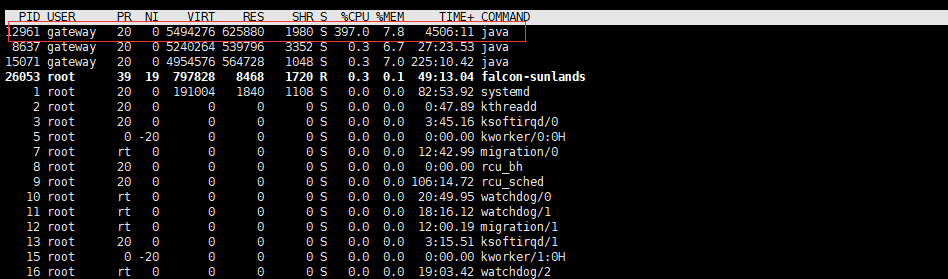 PID USER PR NI VIRT RES SHR S %CPU %MEM TIME+ COMMAND
12961 gateway 20 0 5494276 625880 1980 S 397.0 7.8 4506:11 java
8637 gateway 20 0 5240264 539796 3352 S 0.3 6.7 27:23.53 java
15071 gateway 20 0 4954576 564728 1048 S 0.3 7.0 225:10.42 java
26053 root 39 19 797828 8468 1720 R 0.3 0.1 49:13.04 falcon-sunlands
1 root 20 0 191004 1840 1108 S 0.0 0.0 82:53.92 systemd
2 root 20 0 0 0 0 S 0.0 0.0 0:47.89 kthreadd
3 root 20 0 0 0 0 S 0.0 0.0 3:45.16 ksoftirqd/0
5 root 0 -20 0 0 0 S 0.0 0.0 0:00.00 kworker/0:0H
7 root rt 0 0 0 0 S 0.0 0.0 12:42.99 migration/0
8 root 20 0 0 0 0 S 0.0 0.0 0:00.00 rcu_bh
9 root 20 0 0 0 0 S 0.0 0.0 106:14.72 rcu_sched
10 root rt 0 0 0 0 S 0.0 0.0 20:49.95 watchdog/0
11 root rt 0 0 0 0 S 0.0 0.0 18:16.12 watchdog/1
12 root rt 0 0 0 0 S 0.0 0.0 12:00.19 migration/1
13 root 20 0 0 0 0 S 0.0 0.0 3:15.51 ksoftirqd/1
15 root 0 -20 0 0 0 S 0.0 0.0 0:00.00 kworker/1:0H
16 root rt 0 0 0 0 S 0.0 0.0 19:03.42 watchdog/2